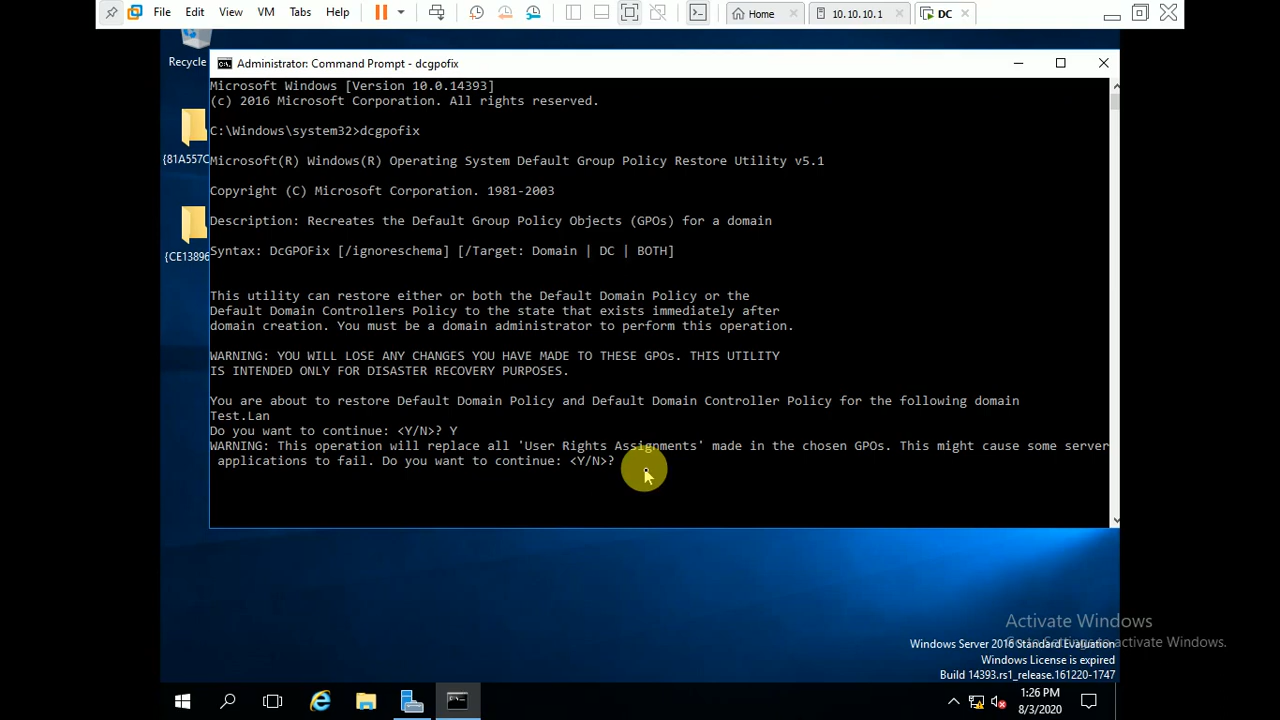 File Edit View VM Tabs Help
Home
10.10.10.1
DC
Recycle
{81A557C
{CE13896
Administrator: Command Prompt - dcgpofix
Microsoft Windows [Version 10.0.14393]
(c) 2016 Microsoft Corporation. All rights reserved.
C:\Windows\system32>dcgpofix
Microsoft(R) Windows(R) Operating System Default Group Policy Restore Utility v5.1
Copyright (C) Microsoft Corporation. 1981-2003
Description: Recreates the Default Group Policy Objects (GPOs) for a domain
Syntax: DcGPOFix [/ignoreschema] [/Target: Domain | DC | BOTH]
This utility can restore either or both the Default Domain Policy or the
Default Domain Controllers Policy to the state that exists immediately after
domain creation. You must be a domain administrator to perform this operation.
WARNING: YOU WILL LOSE ANY CHANGES YOU HAVE MADE TO THESE GPOs. THIS UTILITY
IS INTENDED ONLY FOR DISASTER RECOVERY PURPOSES.
You are about to restore Default Domain Policy and Default Domain Controller Policy for the following domain
Test.Lan
Do you want to continue: <Y/N>? Y
WARNING: This operation will replace all 'User Rights Assignments' made in the chosen GPOs. This might cause some server
applications to fail. Do you want to continue: <Y/N>?
Activate Windows
Go to Settings to activate Windows.
Windows Server 2016 Standard Evaluation
Windows License is expired
Build 14393.rs1_release.161220-1747
1:26 PM
8/3/2020